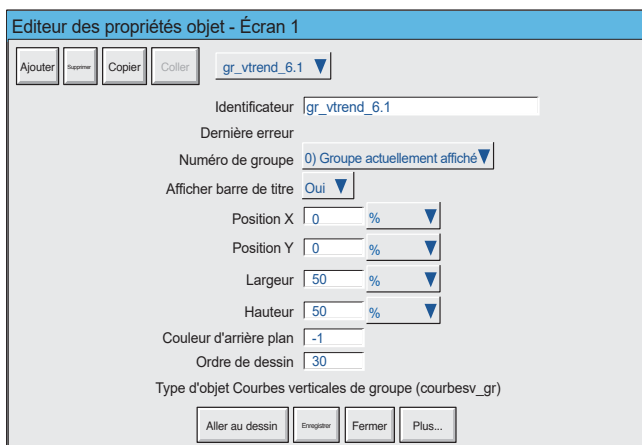 Editeur des propriétés objet - Écran 1
Ajouter Supprimer Copier Coller gr_vtrend_6.1
Identificateur gr_vtrend_6.1
Dernière erreur
Numéro de groupe 0) Groupe actuellement affiché
Afficher barre de titre Oui
Position X 0 %
Position Y 0 %
Largeur 50 %
Hauteur 50 %
Couleur d'arrière plan -1
Ordre de dessin 30
Type d'objet Courbes verticales de groupe (courbesv_gr)
Aller au dessin Enregistrer Fermer Plus...